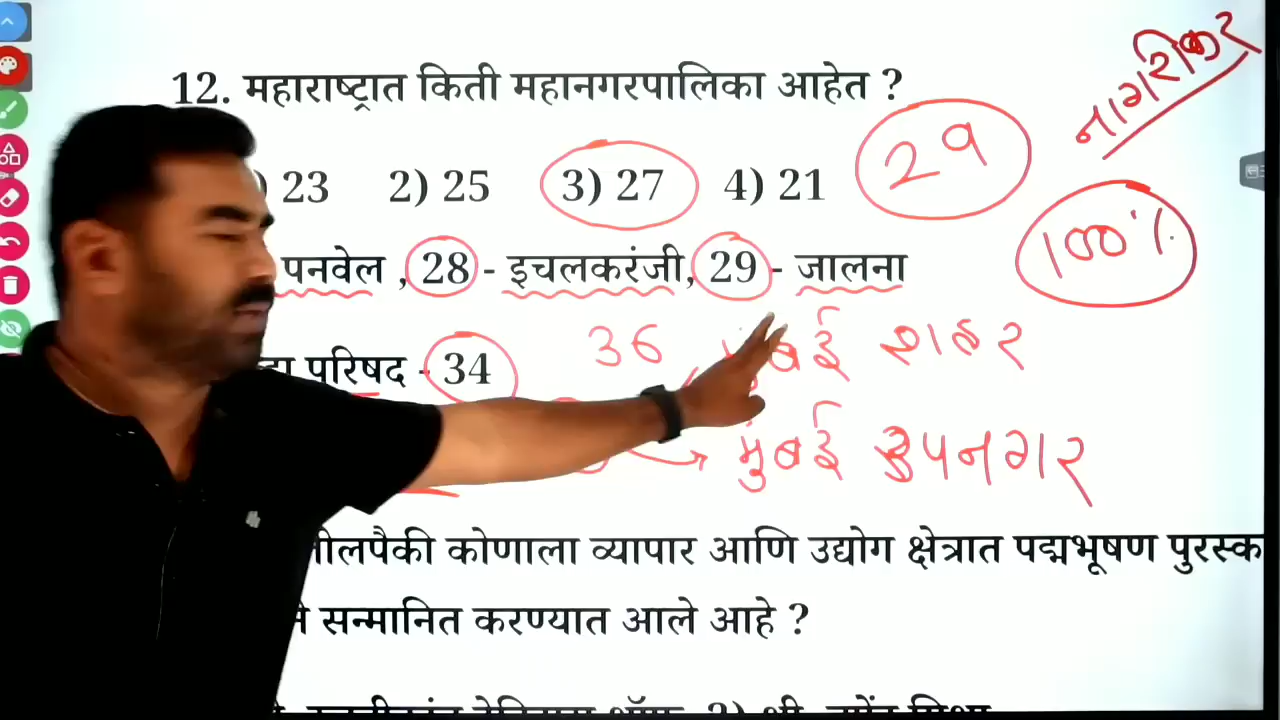 12. महाराष्ट्रात किती महानगरपालिका आहेत ?
) 23 2) 25 3) 27 4) 21 29
नागरीकर
100%
पनवेल , 28 - इचलकरंजी, 29 - जालना
परिषद - 34 36 मुंबई शहर
मुंबई उपनगर
कोणाला व्यापार आणि उद्योग क्षेत्रात पद्मभूषण पुरस्का
सन्मानित करण्यात आले आहे ?